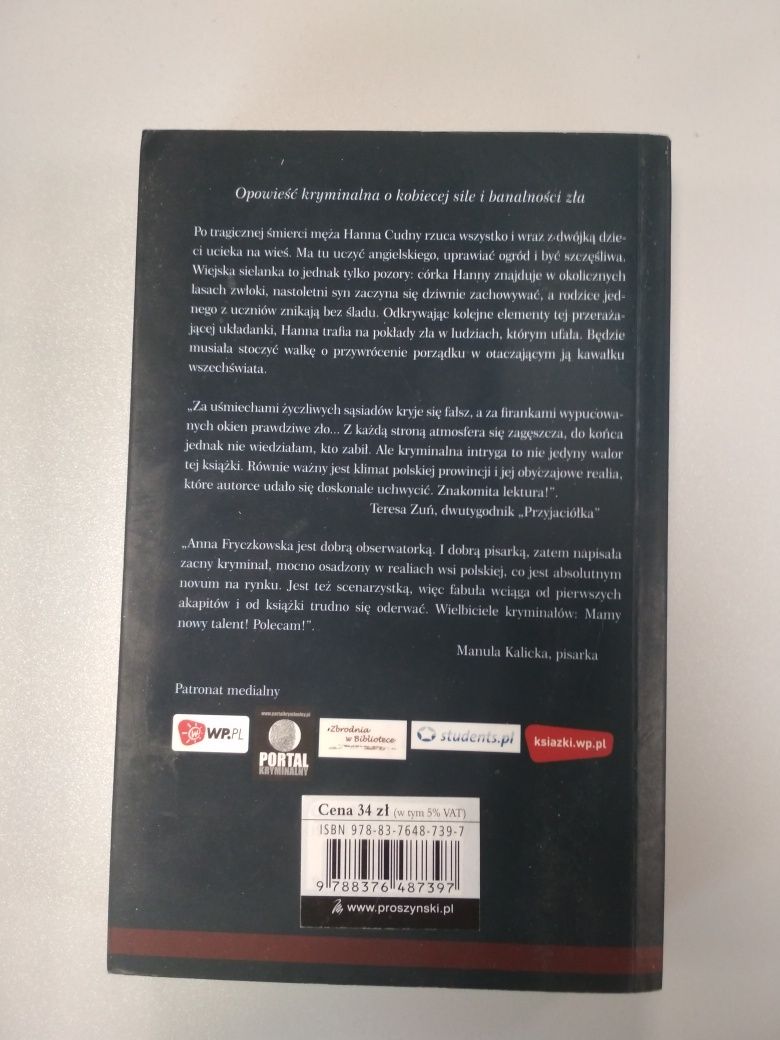 Opowieść kryminalna o kobiecej sile i banalności zła
Po tragicznej śmierci męża Hanna Cudny rzuca wszystko i wraz z dwójką dzie-
ci ucieka na wieś. Ma tu uczyć angielskiego, uprawiać ogród i być szczęśliwa.
Wiejska sielanka to jednak tylko pozory: córka Hanny znajduje w okolicznych
lasach zwłoki, nastoletni syn zaczyna się dziwnie zachowywać, a rodzice jed-
nego z uczniów znikają bez śladu. Odkrywając kolejne elementy tej przeraża-
jącej układanki, Hanna trafia na pokłady zła w ludziach, którym ufała. Będzie
musiała stoczyć walkę o przywrócenie porządku w otaczającym ją kawałku
wszechświata.
„Za uśmiechami życzliwych sąsiadów kryje się fałsz, a za firankami wypucowa-
nych okien prawdziwe zło... Z każdą stroną atmosfera się zagęszcza, do końca
jednak nie wiedziałam, kto zabił. Ale kryminalna intryga to nie jedyny walor
tej książki. Równie ważny jest klimat polskiej prowincji i jej obyczajowe realia,
które autorce udało się doskonale uchwycić. Znakomita lektura!”.
Teresa Zuń, dwutygodnik „Przyjaciółka”
„Anna Fryczkowska jest dobrą obserwatorką. I dobrą pisarką, zatem napisała
zacny kryminał, mocno osadzony w realiach wsi polskiej, co jest absolutnym
novum na rynku. Jest też scenarzystką, więc fabuła wciąga od pierwszych
akapitów i od książki trudno się oderwać. Wielbiciele kryminałów: Mamy
nowy talent! Polecam!”.
Manula Kalicka, pisarka
Patronat medialny
WP.PL
www.portalkryminalny.pl
PORTAL
KRYMINALNY
Zbrodnia
w Bibliotece
students.pl
ksiazki.wp.pl
Cena 34 zł (w tym 5% VAT)
ISBN 978-83-7648-739-7
9 788376 487397
www.proszynski.pl